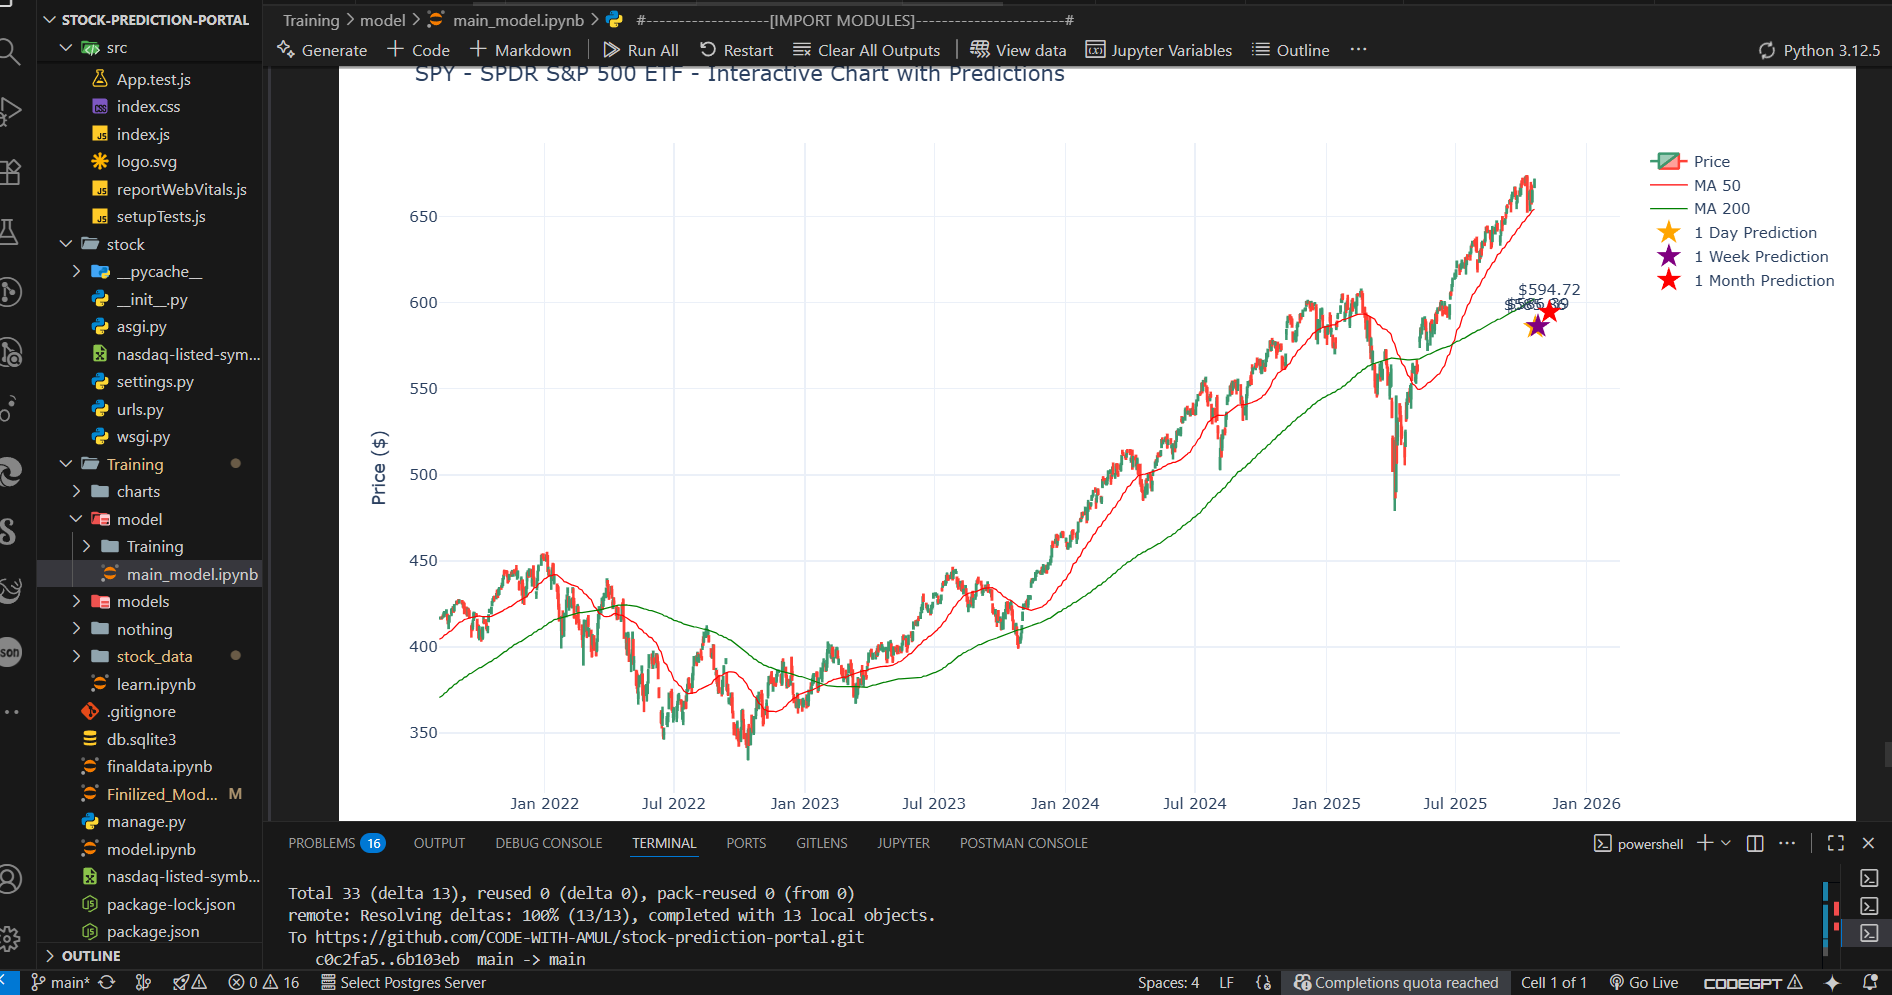 STOCK-PREDICTION-PORTAL
src
App.test.js
index.css
index.js
logo.svg
reportWebVitals.js
setupTests.js
stock
__pycache__
__init__.py
asgi.py
nasdaq-listed-sym...
settings.py
urls.py
wsgi.py
Training
charts
model
Training
main_model.ipynb
models
nothing
stock_data
learn.ipynb
.gitignore
db.sqlite3
finaldata.ipynb
Finilized_Mod... M
manage.py
model.ipynb
nasdaq-listed-symb...
package-lock.json
package.json
OUTLINE
Training > model > main_model.ipynb > #-------------------[IMPORT MODULES]-----------------------#
Generate + Code + Markdown Run All Restart Clear All Outputs View data Jupyter Variables Outline ... Python 3.12.5
SPY - SPDR S&P 500 ETF - Interactive Chart with Predictions
Price
MA 50
MA 200
1 Day Prediction
1 Week Prediction
1 Month Prediction
650
600
550
500
450
400
350
Price ($)
$594.72
Jan 2022 Jul 2022 Jan 2023 Jul 2023 Jan 2024 Jul 2024 Jan 2025 Jul 2025 Jan 2026
PROBLEMS 16 OUTPUT DEBUG CONSOLE TERMINAL PORTS GITLENS JUPYTER POSTMAN CONSOLE
powershell
Total 33 (delta 13), reused 0 (delta 0), pack-reused 0 (from 0)
remote: Resolving deltas: 100% (13/13), completed with 13 local objects.
To https://github.com/CODE-WITH-AMUL/stock-prediction-portal.git
c0c2fa5..6b103eb main -> main
main* 0 16 Select Postgres Server Spaces: 4 LF Completions quota reached Cell 1 of 1 Go Live CODEGPT